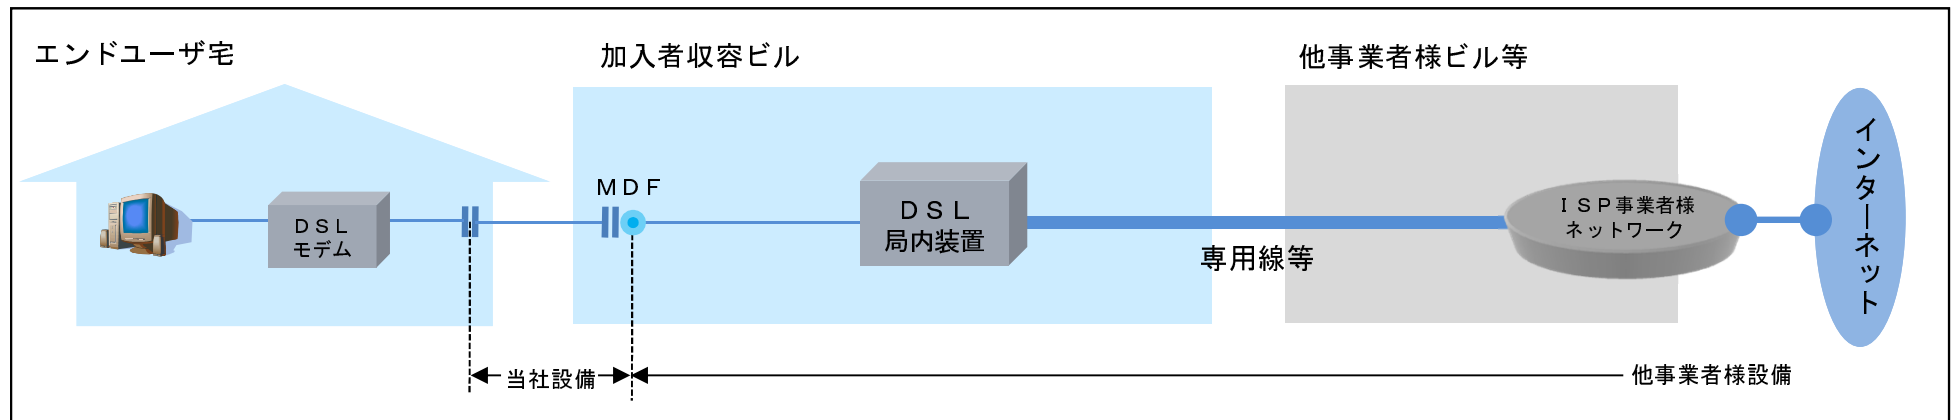 エンドユーザ宅
加入者収容ビル
他事業者様ビル等
MDF
DSL
モデム
DSL
局内装置
専用線等
ISP事業者様
ネットワーク
インターネット
当社設備
他事業者様設備